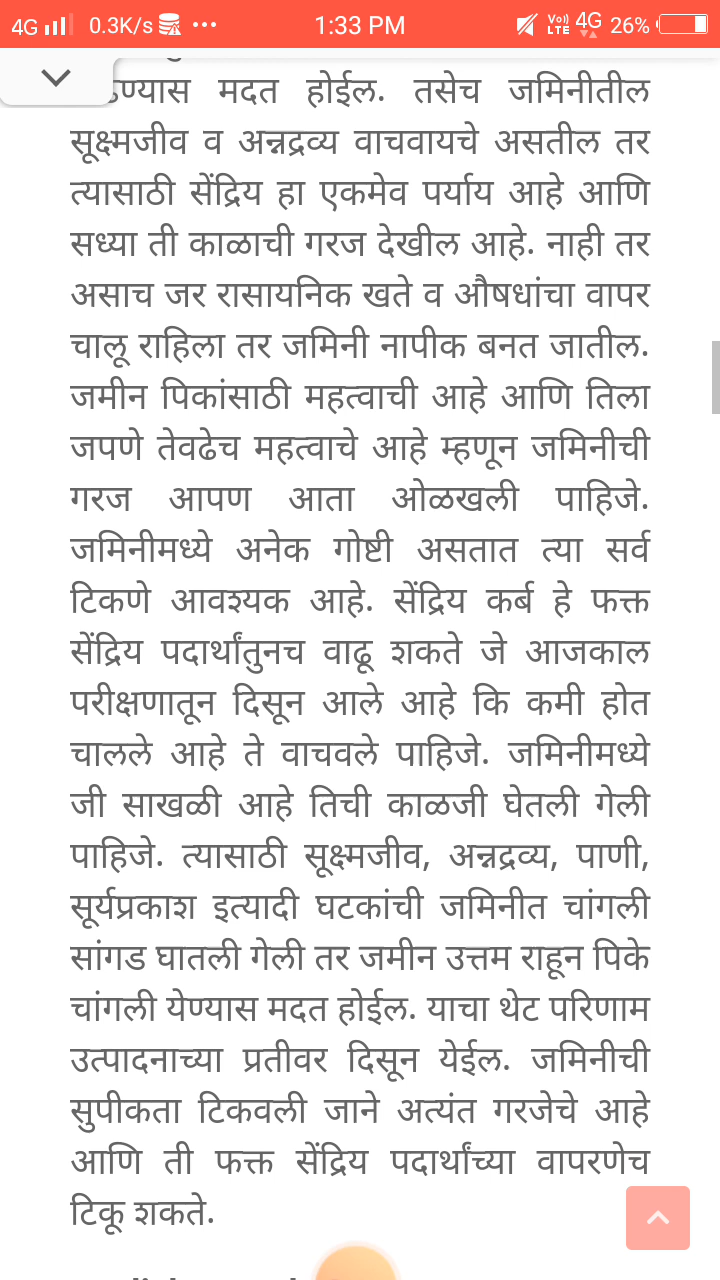 4G 0.3K/s 1:33 PM VoLTE 4G 26%
मदत होईल. तसेच जमिनीतील
सूक्ष्मजीव व अन्नद्रव्य वाचवायचे असतील तर
त्यासाठी सेंद्रिय हा एकमेव पर्याय आहे आणि
सध्या ती काळाची गरज देखील आहे. नाही तर
असाच जर रासायनिक खते व औषधांचा वापर
चालू राहिला तर जमिनी नापीक बनत जातील.
जमीन पिकांसाठी महत्वाची आहे आणि तिला
जपणे तेवढेच महत्वाचे आहे म्हणून जमिनीची
गरज आपण आता ओळखली पाहिजे.
जमिनीमध्ये अनेक गोष्टी असतात त्या सर्व
टिकणे आवश्यक आहे. सेंद्रिय कर्ब हे फक्त
सेंद्रिय पदार्थांतुनच वाढू शकते जे आजकाल
परीक्षणातून दिसून आले आहे कि कमी होत
चालले आहे ते वाचवले पाहिजे. जमिनीमध्ये
जी साखळी आहे तिची काळजी घेतली गेली
पाहिजे. त्यासाठी सूक्ष्मजीव, अन्नद्रव्य, पाणी,
सूर्यप्रकाश इत्यादी घटकांची जमिनीत चांगली
सांगड घातली गेली तर जमीन उत्तम राहून पिके
चांगली येण्यास मदत होईल. याचा थेट परिणाम
उत्पादनाच्या प्रतीवर दिसून येईल. जमिनीची
सुपीकता टिकवली जाने अत्यंत गरजेचे आहे
आणि ती फक्त सेंद्रिय पदार्थांच्या वापरणेच
टिकू शकते.